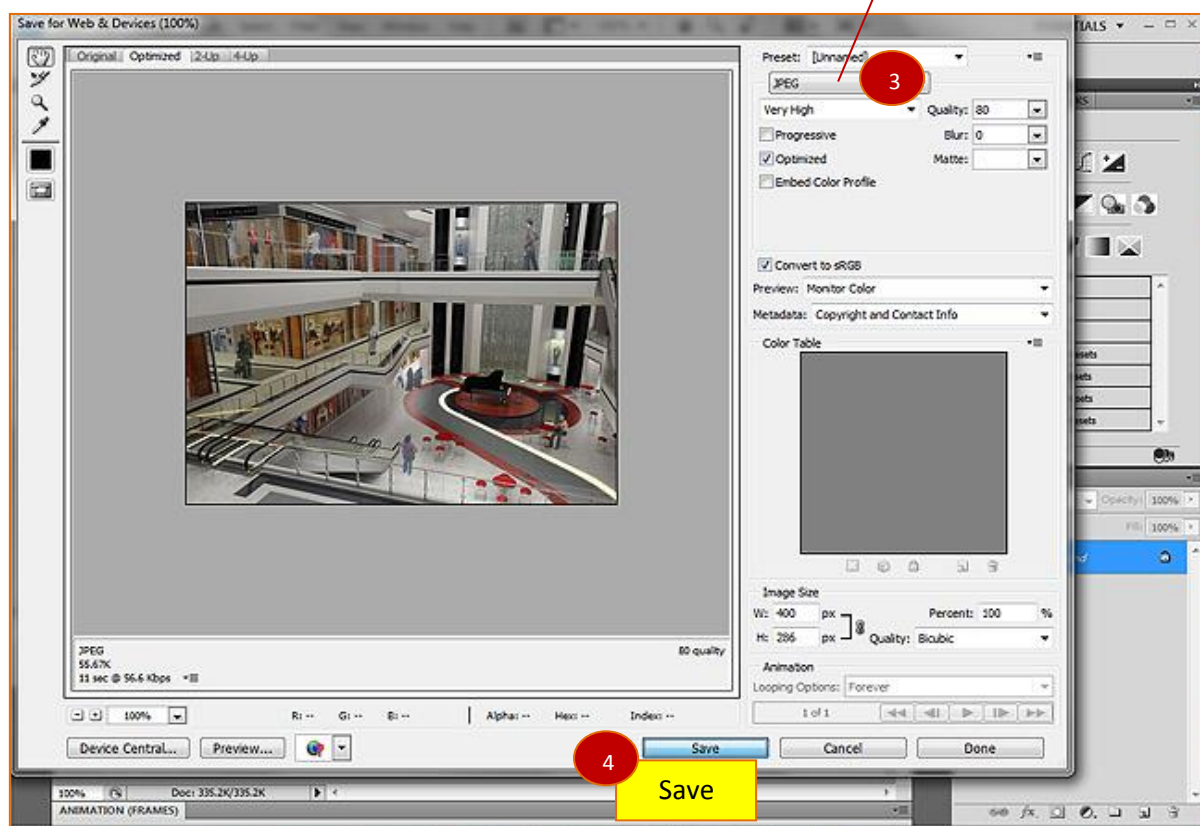 Save for Web & Devices (100%)
Original Optimized 2-Up 4-Up
Preset: [Unnamed]
JPEG
3
Very High Quality: 80
Progressive Blur: 0
Optimized Matte:
Embed Color Profile
Convert to sRGB
Preview: Monitor Color
Metadata: Copyright and Contact Info
Color Table
Image Size
W: 400 px Percent: 100 %
H: 286 px Quality: Bicubic
Animation
Looping Options: Forever
1 of 1
JPEG 80 quality
55.67K
11 sec @ 56.6 Kbps
100% R: -- G: -- B: -- Alpha: -- Hex: -- Index: --
Device Central... Preview... Save Cancel Done
4
Save
100% Doc: 335.2K/335.2K
ANIMATION (FRAMES)
Opacity: 100%
Fill: 100%
fx.